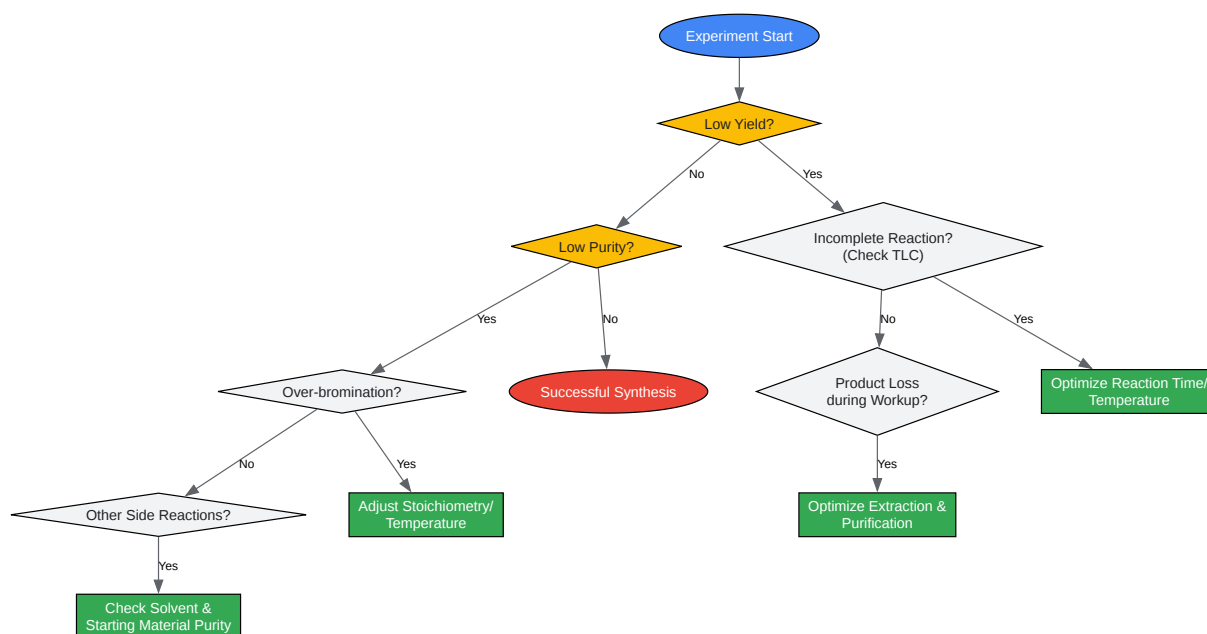 Experiment Start
Low Yield?
No
Yes
Low Purity?
Incomplete Reaction?
(Check TLC)
Yes
No
No
Yes
Over-bromination?
Successful Synthesis
Product Loss
during Workup?
Optimize Reaction Time/
Temperature
No
Yes
Yes
Other Side Reactions?
Adjust Stoichiometry/
Temperature
Optimize Extraction &
Purification
Yes
Check Solvent &
Starting Material Purity